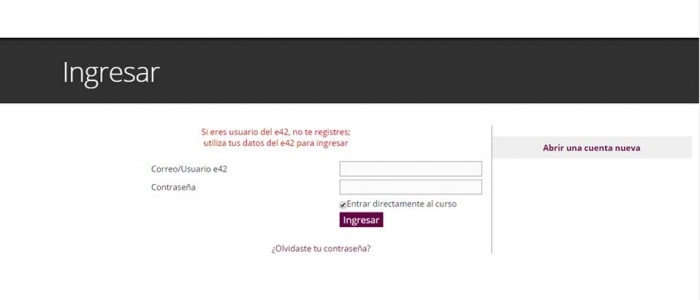 Ingresar
Si eres usuario del e42, no te registres;
utiliza tus datos del e42 para ingresar
Correo/Usuario e42
Contraseña
Entrar directamente al curso
Ingresar
¿Olvidaste tu contraseña?
Abrir una cuenta nueva